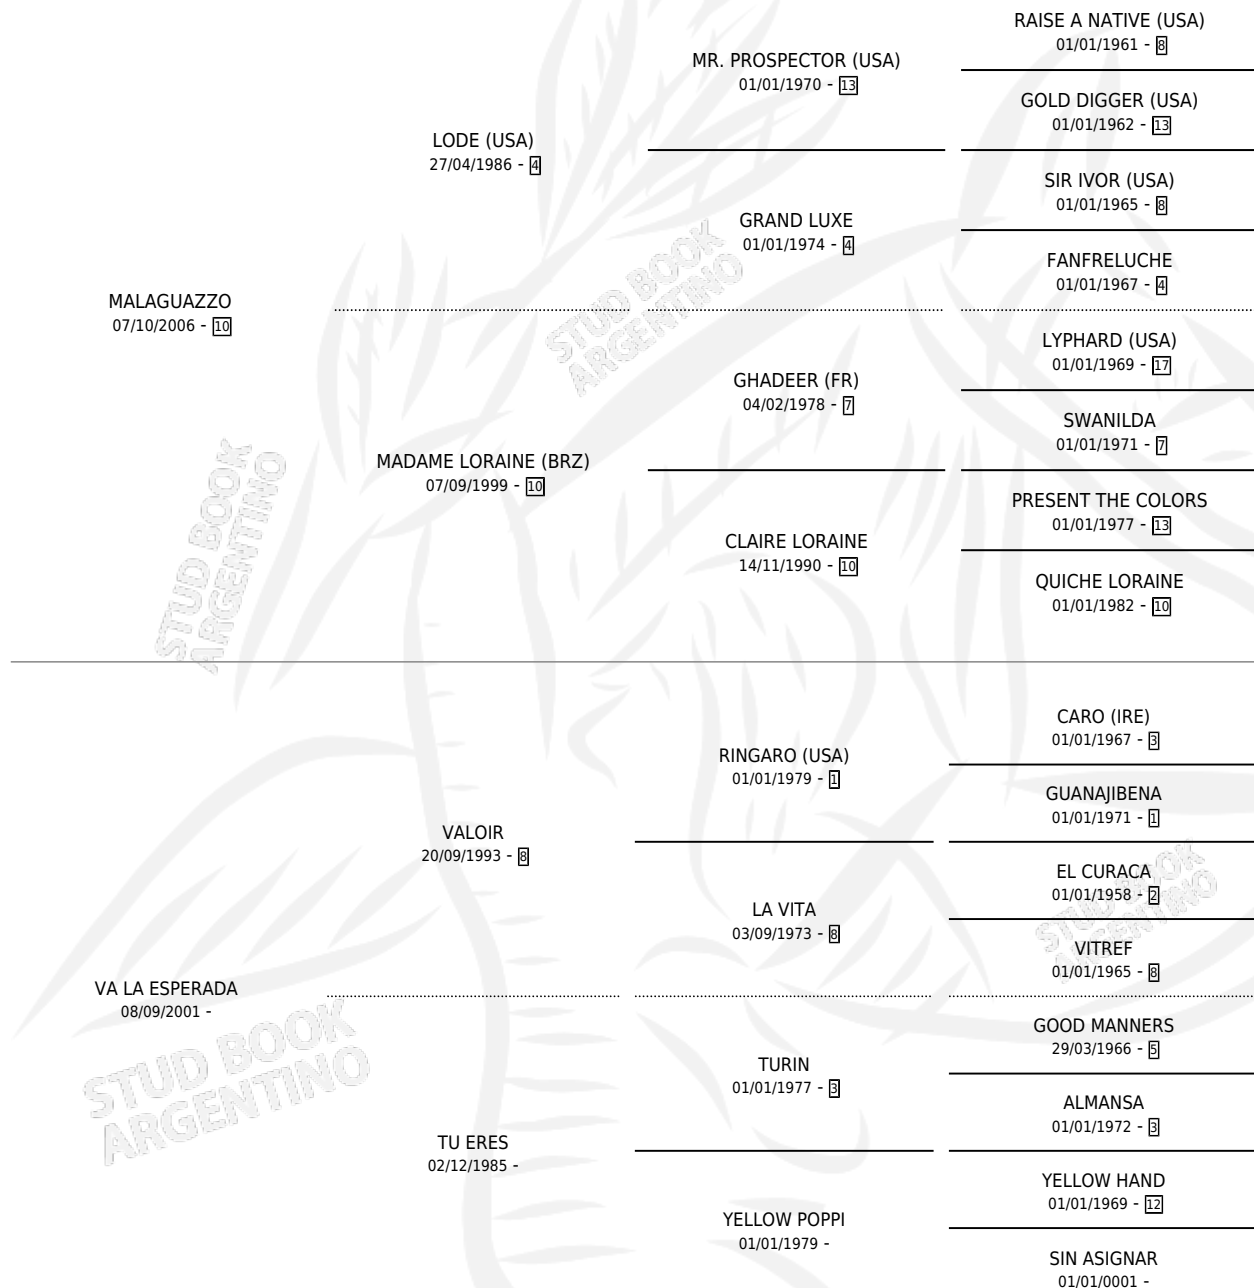 RAISE A NATIVE (USA)
01/01/1961 - 8
MR. PROSPECTOR (USA)
01/01/1970 - 13
GOLD DIGGER (USA)
01/01/1962 - 13
LODE (USA)
27/04/1986 - 4
SIR IVOR (USA)
01/01/1965 - 8
GRAND LUXE
01/01/1974 - 4
FANFRELUCHE
01/01/1967 - 4
MALAGUAZZO
07/10/2006 - 10
LYPHARD (USA)
01/01/1969 - 17
GHADEER (FR)
04/02/1978 - 7
SWANILDA
01/01/1971 - 7
MADAME LORAINE (BRZ)
07/09/1999 - 10
PRESENT THE COLORS
01/01/1977 - 13
CLAIRE LORAINE
14/11/1990 - 10
QUICHE LORAINE
01/01/1982 - 10
CARO (IRE)
01/01/1967 - 3
RINGARO (USA)
01/01/1979 - 1
GUANAJIBENA
01/01/1971 - 1
VALOIR
20/09/1993 - 8
EL CURACA
01/01/1958 - 2
LA VITA
03/09/1973 - 8
VITREF
01/01/1965 - 8
VA LA ESPERADA
08/09/2001 -
GOOD MANNERS
29/03/1966 - 5
TURIN
01/01/1977 - 3
ALMANSA
01/01/1972 - 3
TU ERES
02/12/1985 -
YELLOW HAND
01/01/1969 - 12
YELLOW POPPI
01/01/1979 -
SIN ASIGNAR
01/01/0001 -
STUD BOOK
ARGENTINO
STUD BOOK
ARGENTINO
STUD BOOK
ARGENTINO
STUD BOOK
ARGENTINO